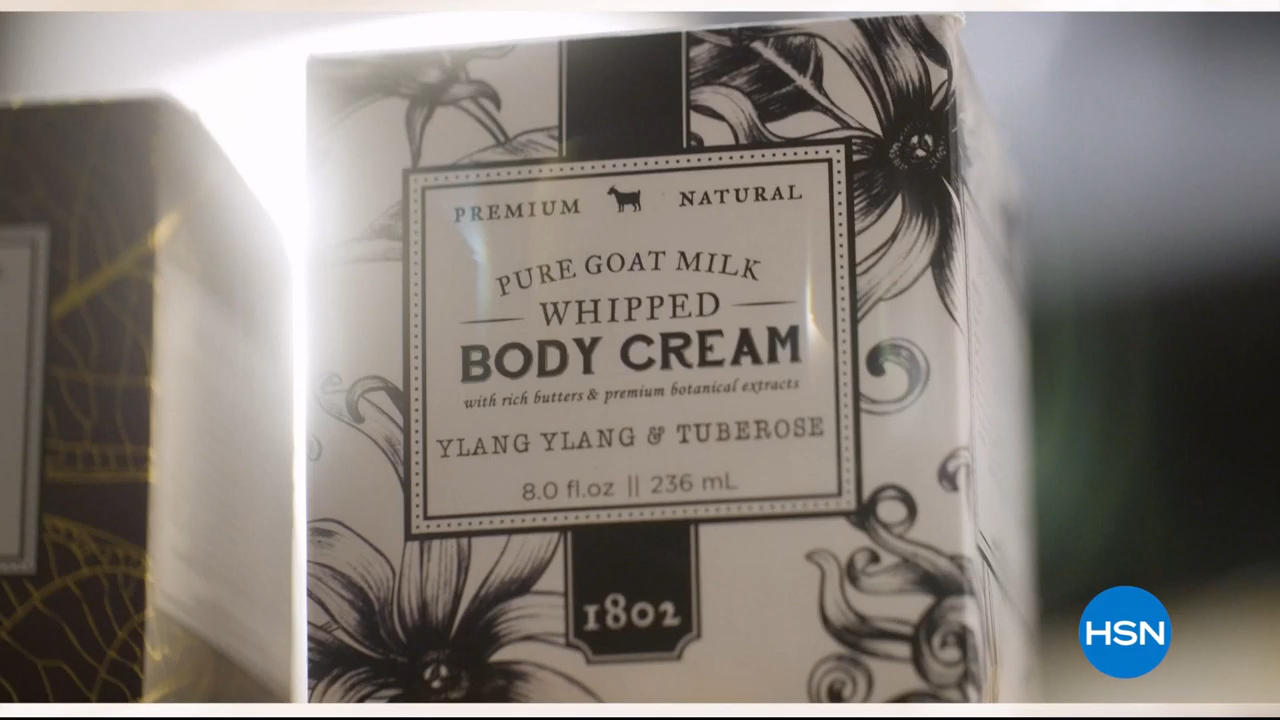 PREMIUM NATURAL
PURE GOAT MILK
WHIPPED
BODY CREAM
with rich butters & premium botanical extracts
YLANG YLANG & TUBEROSE
8.0 fl.oz || 236 mL
1802
HSN